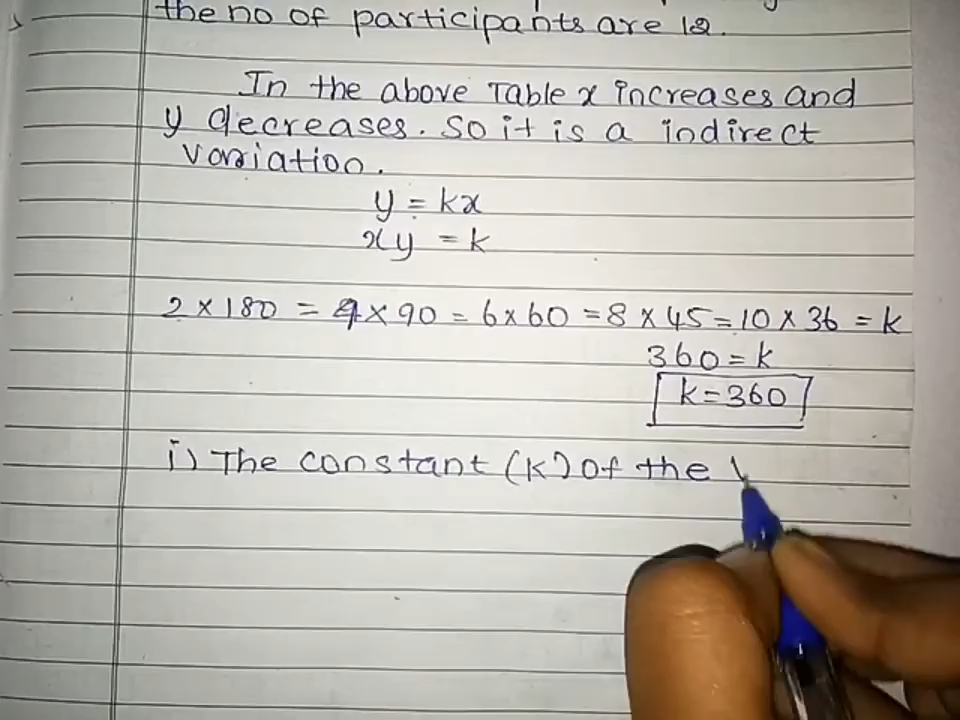 the no of participants are 12.
In the above Table x increases and
y decreases. So it is a indirect
variation.
y = kx
xy = k
2 × 180 = 4 × 90 = 6 × 60 = 8 × 45 = 10 × 36 = k
360 = k
k = 360
i) The constant (k) of the